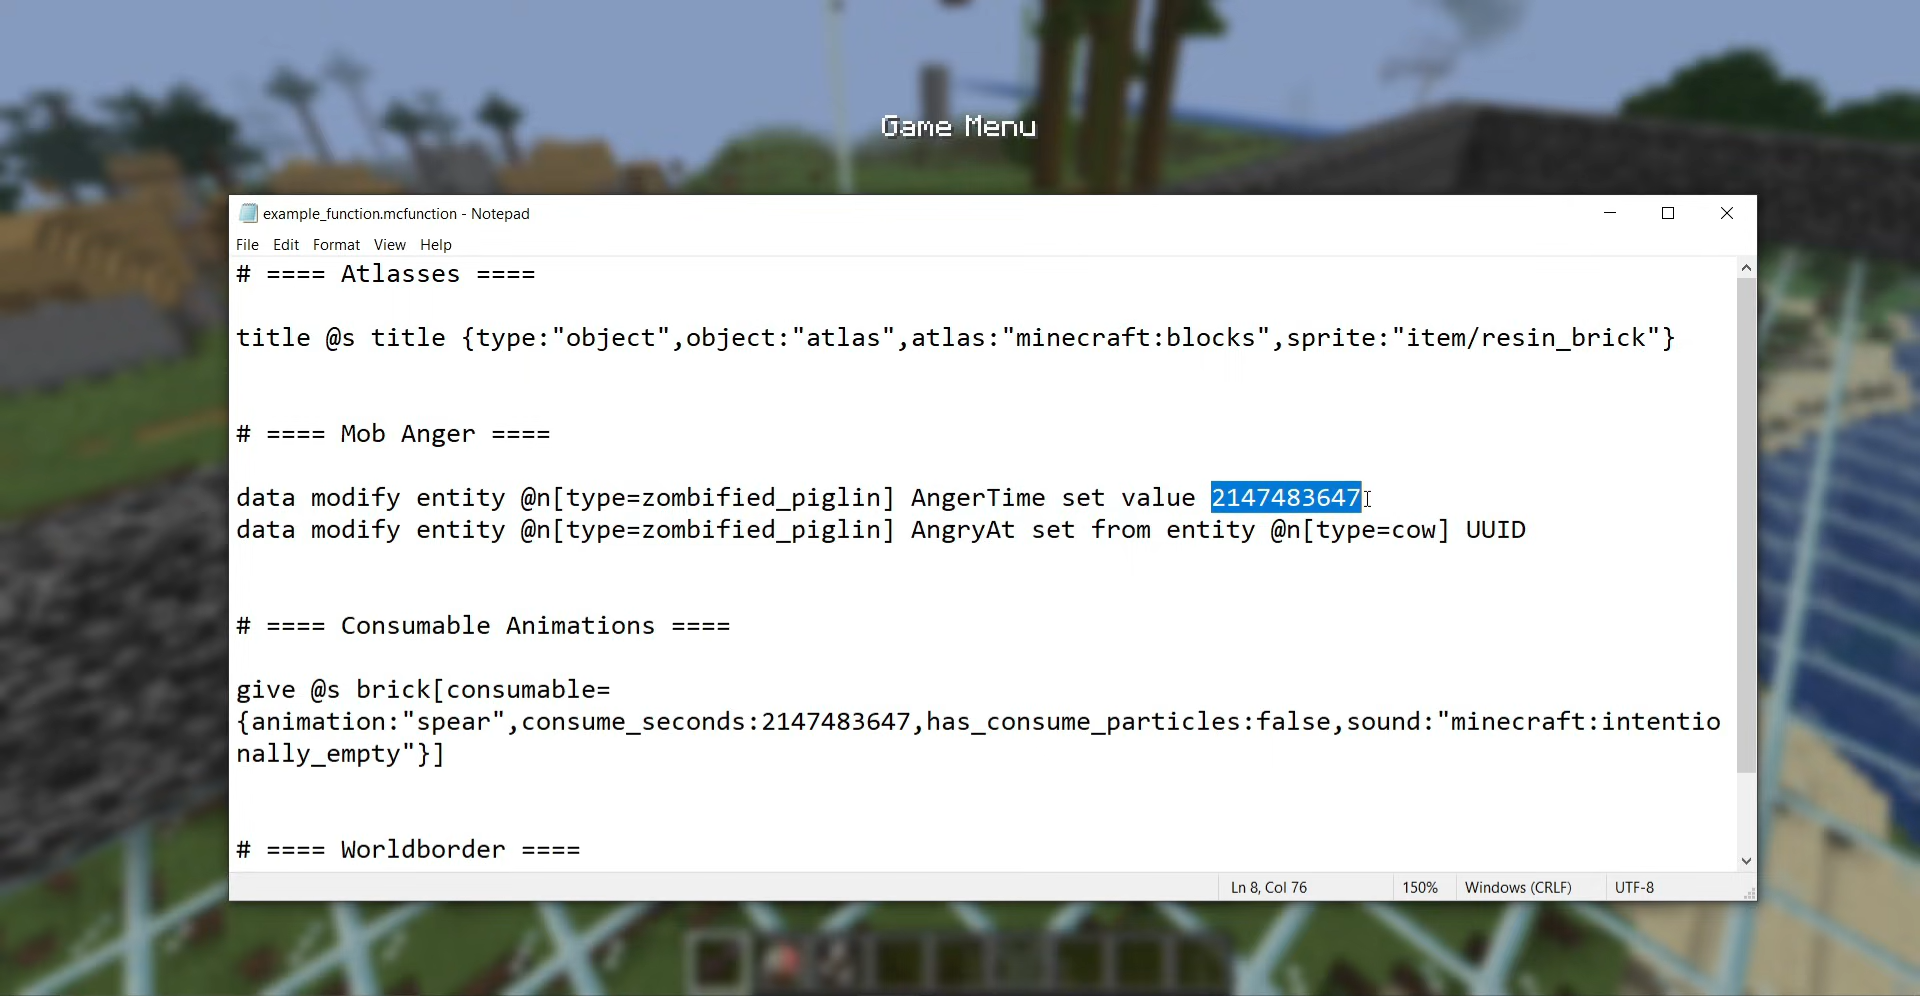 Game Menu
example_function.mcfunction - Notepad
File Edit Format View Help
# ==== Atlasses ====
title @s title {type:"object",object:"atlas",atlas:"minecraft:blocks",sprite:"item/resin_brick"}
# ==== Mob Anger ====
data modify entity @n[type=zombified_piglin] AngerTime set value 2147483647
data modify entity @n[type=zombified_piglin] AngryAt set from entity @n[type=cow] UUID
# ==== Consumable Animations ====
give @s brick[consumable=
{animation:"spear",consume_seconds:2147483647,has_consume_particles:false,sound:"minecraft:intentio
nally_empty"}]
# ==== Worldborder ====
Ln 8, Col 76 150% Windows (CRLF) UTF-8